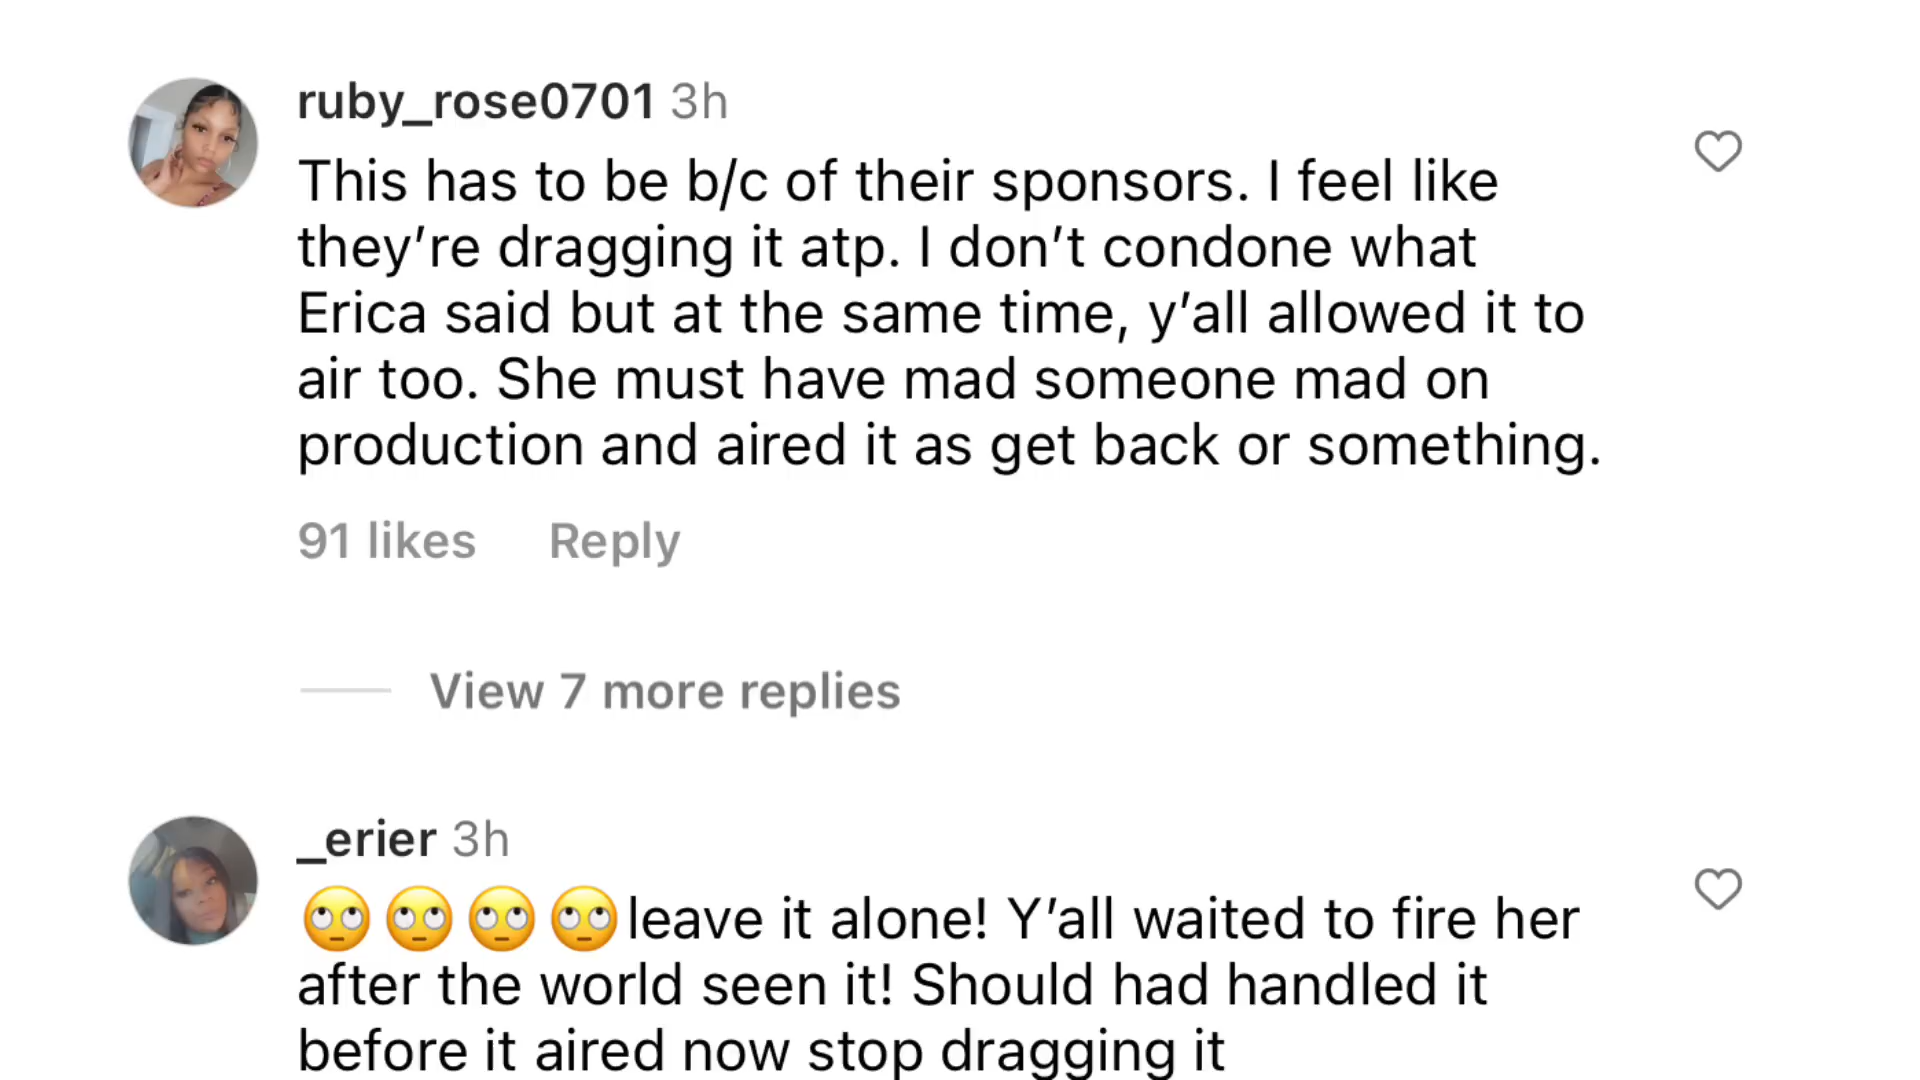 ruby_rose0701 3h
This has to be b/c of their sponsors. I feel like
they’re dragging it atp. I don’t condone what
Erica said but at the same time, y’all allowed it to
air too. She must have mad someone mad on
production and aired it as get back or something.
91 likes Reply
View 7 more replies
_erier 3h
🙄🙄🙄🙄leave it alone! Y’all waited to fire her
after the world seen it! Should had handled it
before it aired now stop dragging it